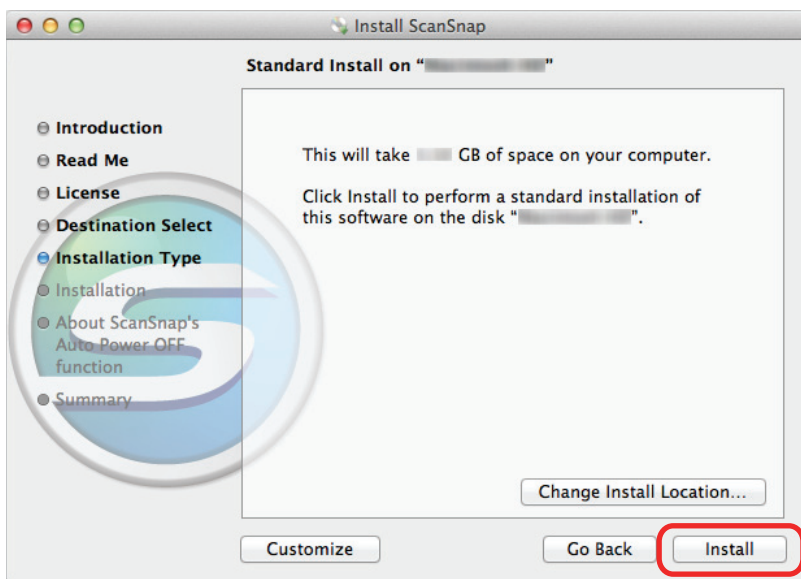 Install ScanSnap
Standard Install on “ ”
Introduction
Read Me
License
Destination Select
Installation Type
Installation
About ScanSnap's
Auto Power OFF
function
Summary
This will take GB of space on your computer.
Click Install to perform a standard installation of
this software on the disk “ ”.
Change Install Location...
Customize
Go Back
Install